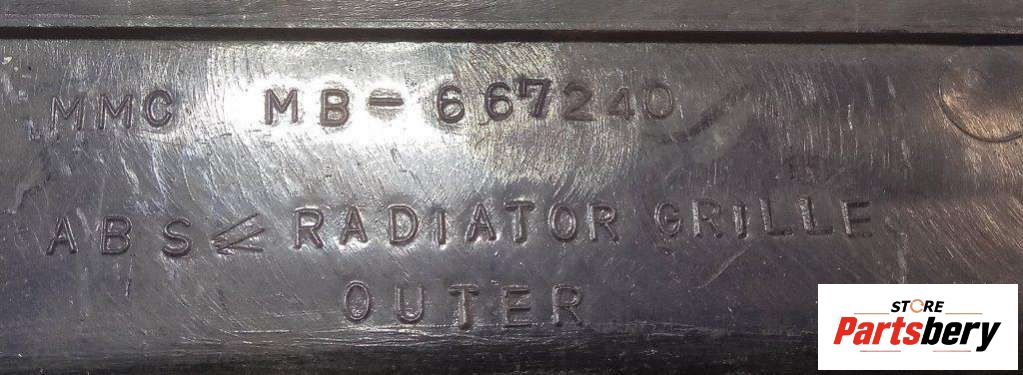 MMC MB-667240
ABS RADIATOR GRILLE
OUTER
STORE
Partsbery